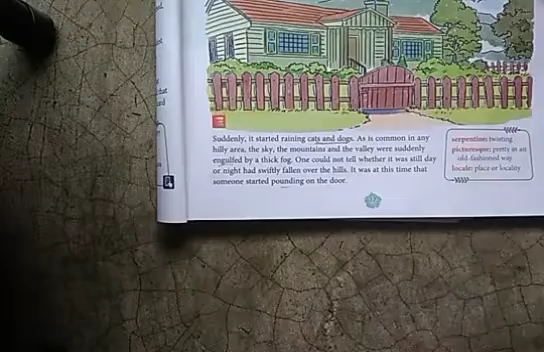 Suddenly, it started raining cats and dogs. As is common in any
hilly area, the sky, the mountains and the valley were suddenly
engulfed by a thick fog. One could not tell whether it was still day
or night had swiftly fallen over the hills. It was at this time that
someone started pounding on the door.
serpentine: twisting
picturesque: pretty in an
old-fashioned way
locale: place or locality